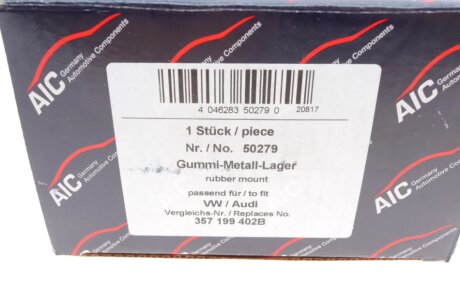 AIC Germany
Automotive Components
AIC Germany
Automotive Components
4 046283 50279 0
20817
1 Stück / piece
Nr. / No. 50279
Gummi-Metall-Lager
rubber mount
passend für / to fit
VW / Audi
Vergleichs-Nr. / Replaces No.
357 199 402B
AIC Germany
Automotive Components
AIC Germany
Automotive Components